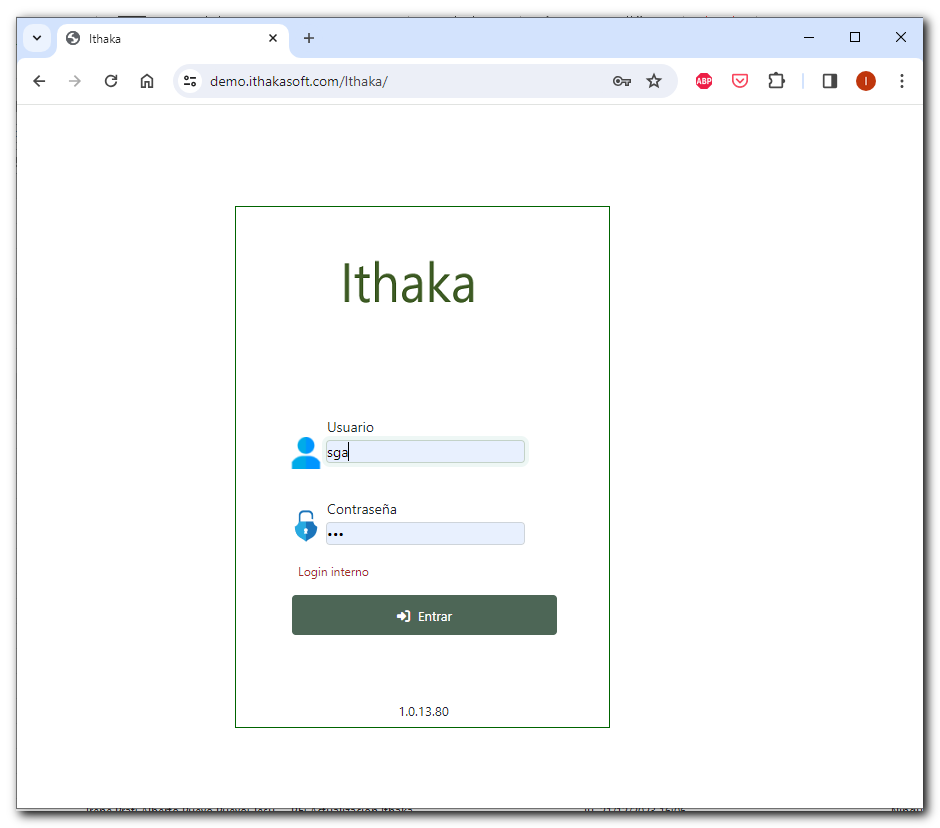 Ithaka
demo.ithakasoft.com/Ithaka/
ABP
I
Ithaka
Usuario
sga
Contraseña
•••
Login interno
Entrar
1.0.13.80